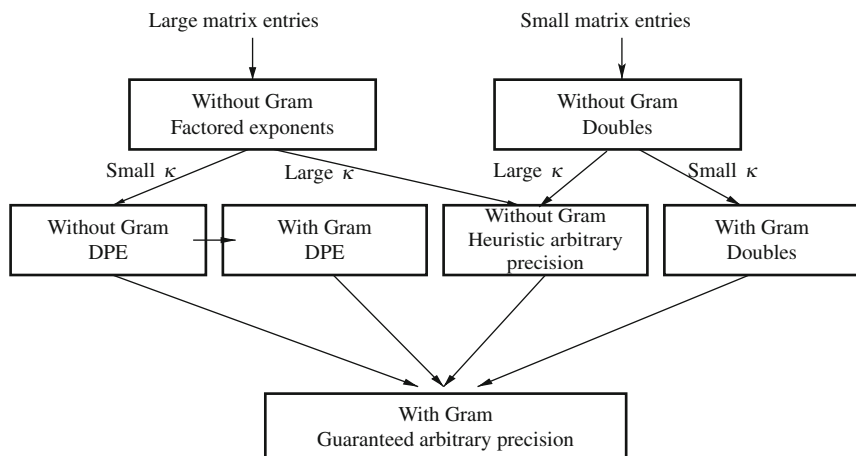 Large matrix entries
Small matrix entries
Without Gram
Factored exponents
Without Gram
Doubles
Small κ
Large κ
Large κ
Small κ
Without Gram
DPE
With Gram
DPE
Without Gram
Heuristic arbitrary
precision
With Gram
Doubles
With Gram
Guaranteed arbitrary precision